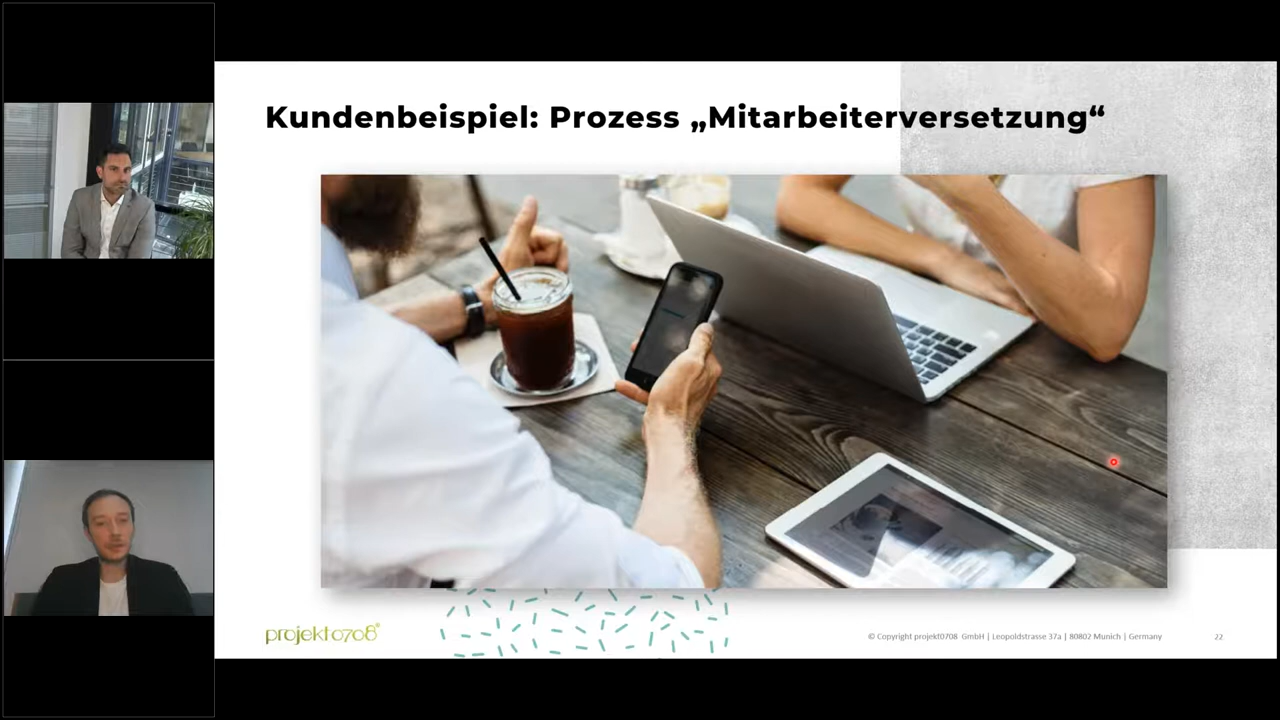 Kundenbeispiel: Prozess „Mitarbeiterversetzung“
projekt0708®
© Copyright projekt0708 GmbH | Leopoldstrasse 37a | 80802 Munich | Germany
22